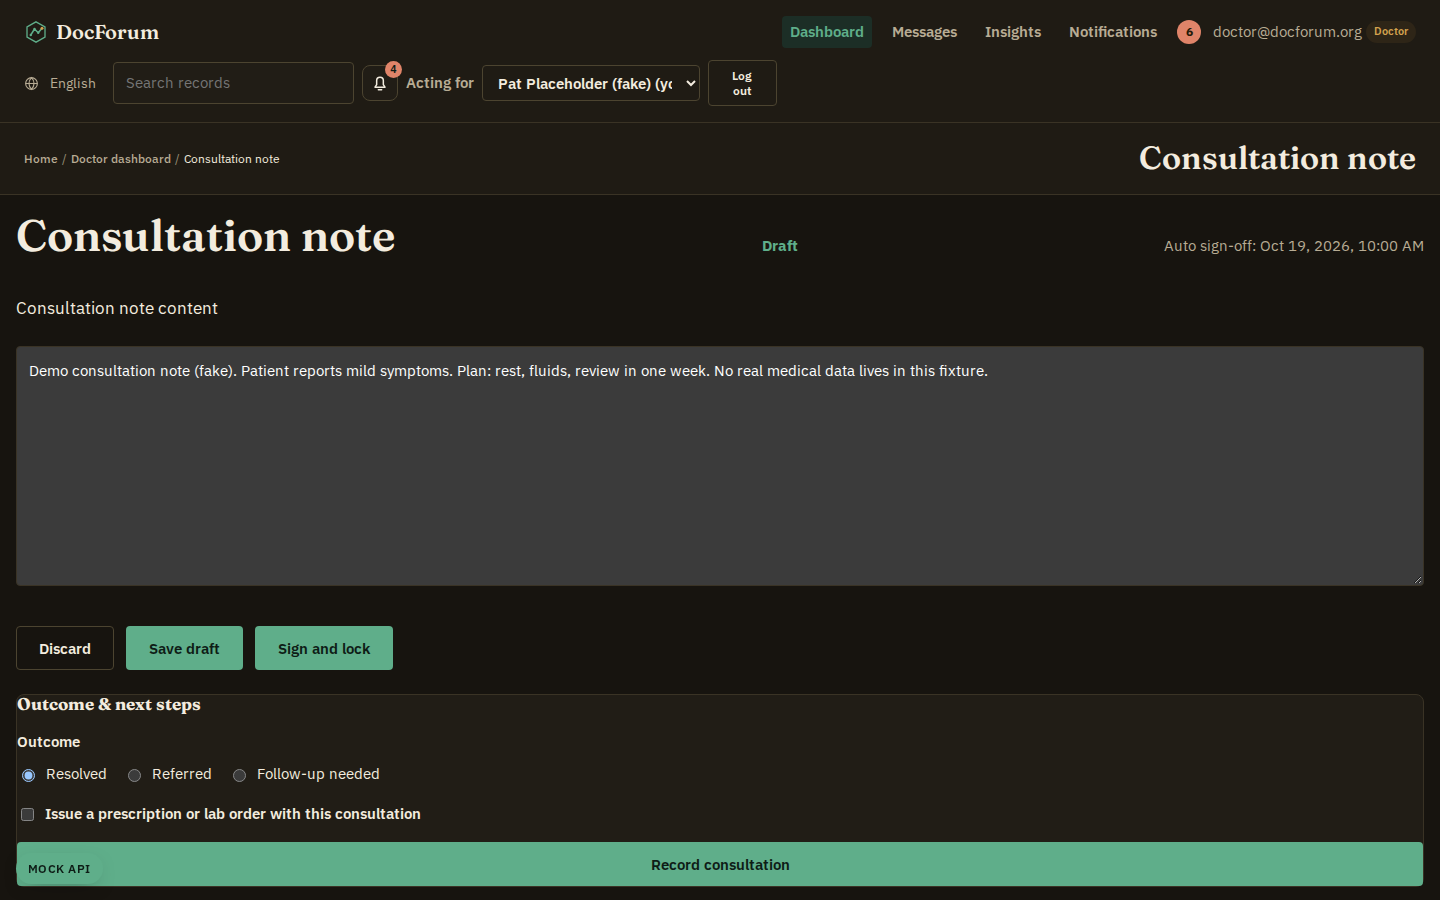 DocForum
Dashboard
Messages
Insights
Notifications
6
doctor@docforum.org
Doctor
English
Search records
4
Acting for
Pat Placeholder (fake) (yo
Log out
Home / Doctor dashboard / Consultation note
Consultation note
Consultation note
Draft
Auto sign-off: Oct 19, 2026, 10:00 AM
Consultation note content
Demo consultation note (fake). Patient reports mild symptoms. Plan: rest, fluids, review in one week. No real medical data lives in this fixture.
Discard
Save draft
Sign and lock
Outcome & next steps
Outcome
Resolved
Referred
Follow-up needed
Issue a prescription or lab order with this consultation
Record consultation
MOCK API